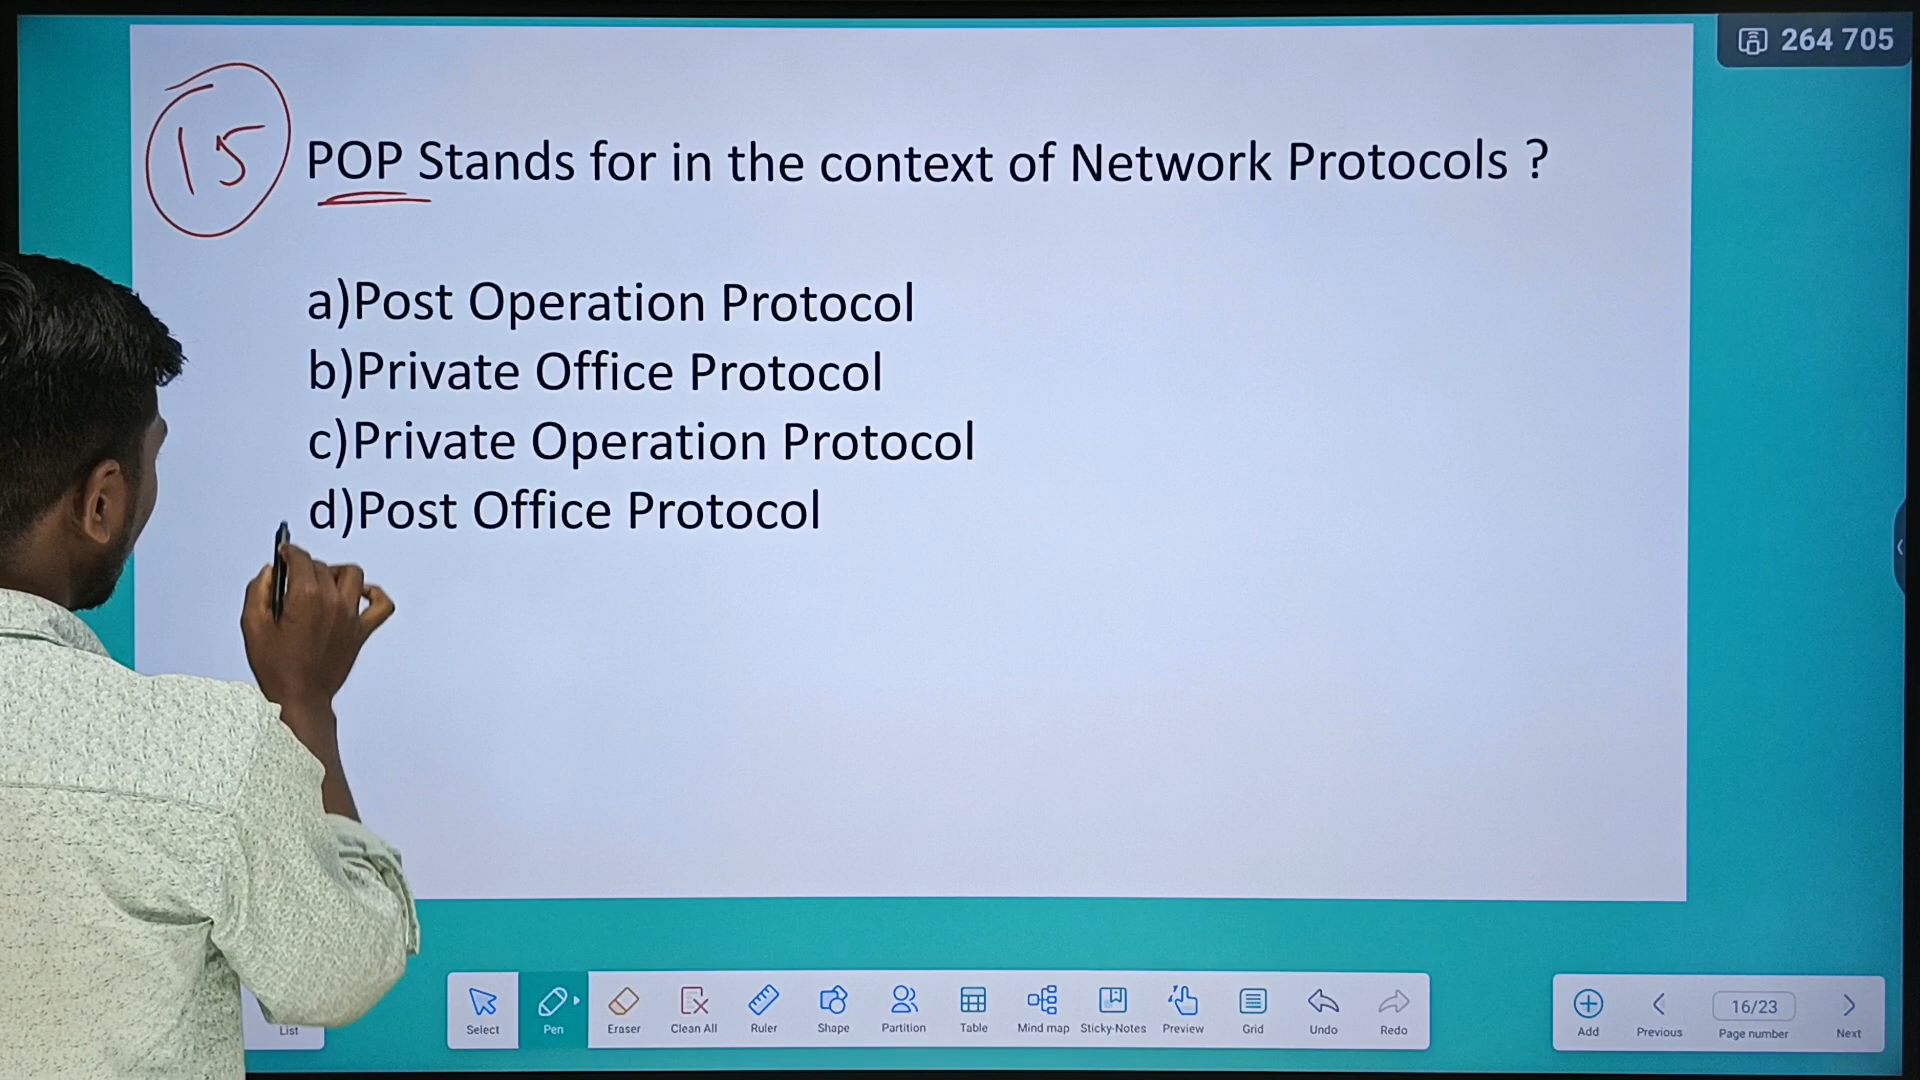 264 705
15
POP Stands for in the context of Network Protocols ?
a)Post Operation Protocol
b)Private Office Protocol
c)Private Operation Protocol
d)Post Office Protocol
List
Select
Pen
Eraser
Clean All
Ruler
Shape
Partition
Table
Mind map
Sticky-Notes
Preview
Grid
Undo
Redo
Add
Previous
16/23
Page number
Next